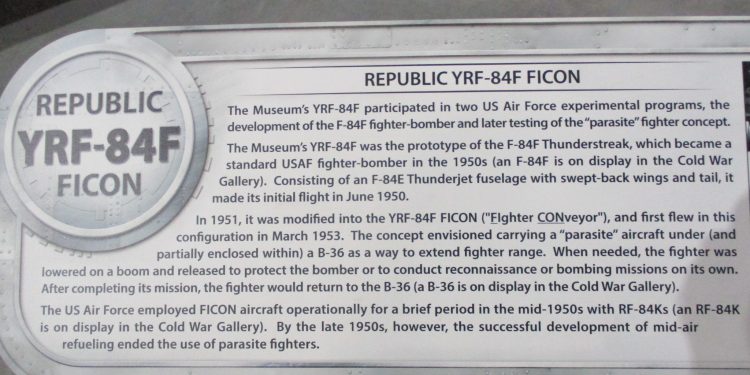 REPUBLIC
YRF-84F
FICON
REPUBLIC YRF-84F FICON
The Museum's YRF-84F participated in two US Air Force experimental programs, the
development of the F-84F fighter-bomber and later testing of the "parasite" fighter concept.
The Museum's YRF-84F was the prototype of the F-84F Thunderstreak, which became a
standard USAF fighter-bomber in the 1950s (an F-84F is on display in the Cold War
Gallery). Consisting of an F-84E Thunderjet fuselage with swept-back wings and tail, it
made its initial flight in June 1950.
In 1951, it was modified into the YRF-84F FICON ("FIghter CONveyor"), and first flew in this
configuration in March 1953. The concept envisioned carrying a "parasite" aircraft under (and
partially enclosed within) a B-36 as a way to extend fighter range. When needed, the fighter was
lowered on a boom and released to protect the bomber or to conduct reconnaissance or bombing missions on its own.
After completing its mission, the fighter would return to the B-36 (a B-36 is on display in the Cold War Gallery).
The US Air Force employed FICON aircraft operationally for a brief period in the mid-1950s with RF-84Ks (an RF-84K
is on display in the Cold War Gallery). By the late 1950s, however, the successful development of mid-air
refueling ended the use of parasite fighters.